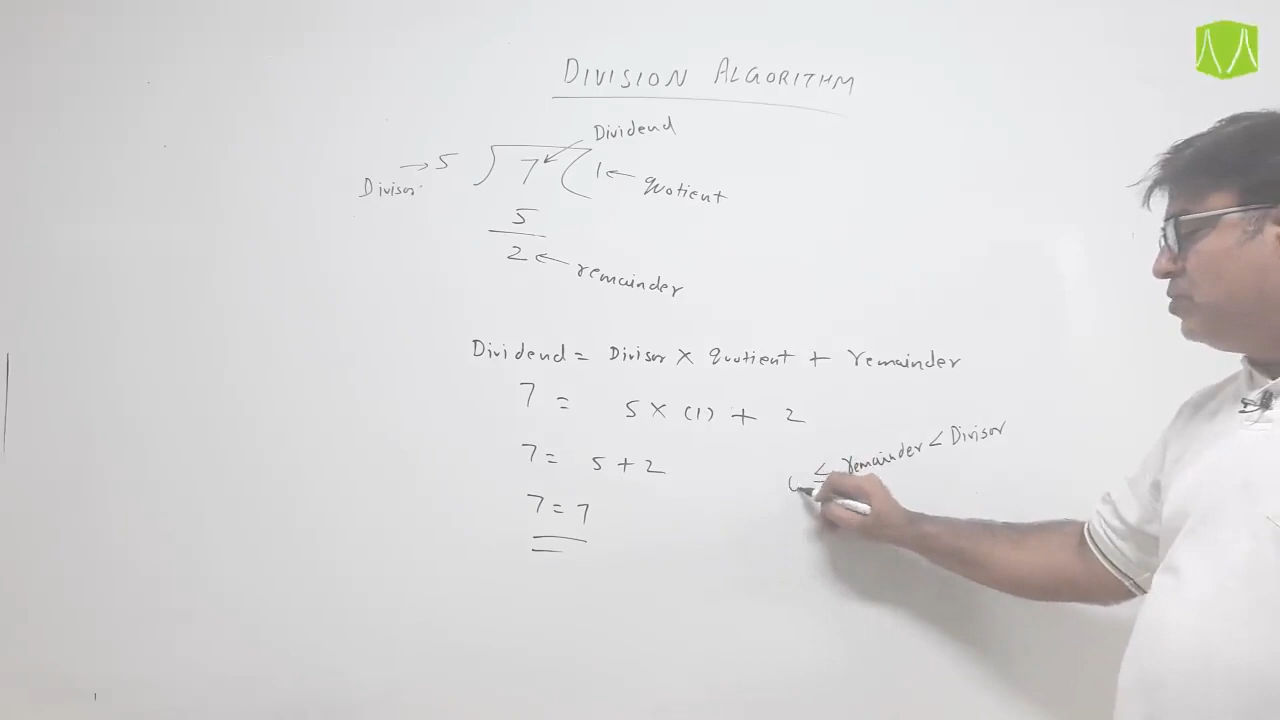 DIVISION ALGORITHM
Dividend
Divisor → 5 7 1 ← quotient
5
2 ← remainder
Dividend = Divisor × quotient + remainder
7 = 5 × (1) + 2
≤ remainder < Divisor
7 = 5 + 2
7 = 7